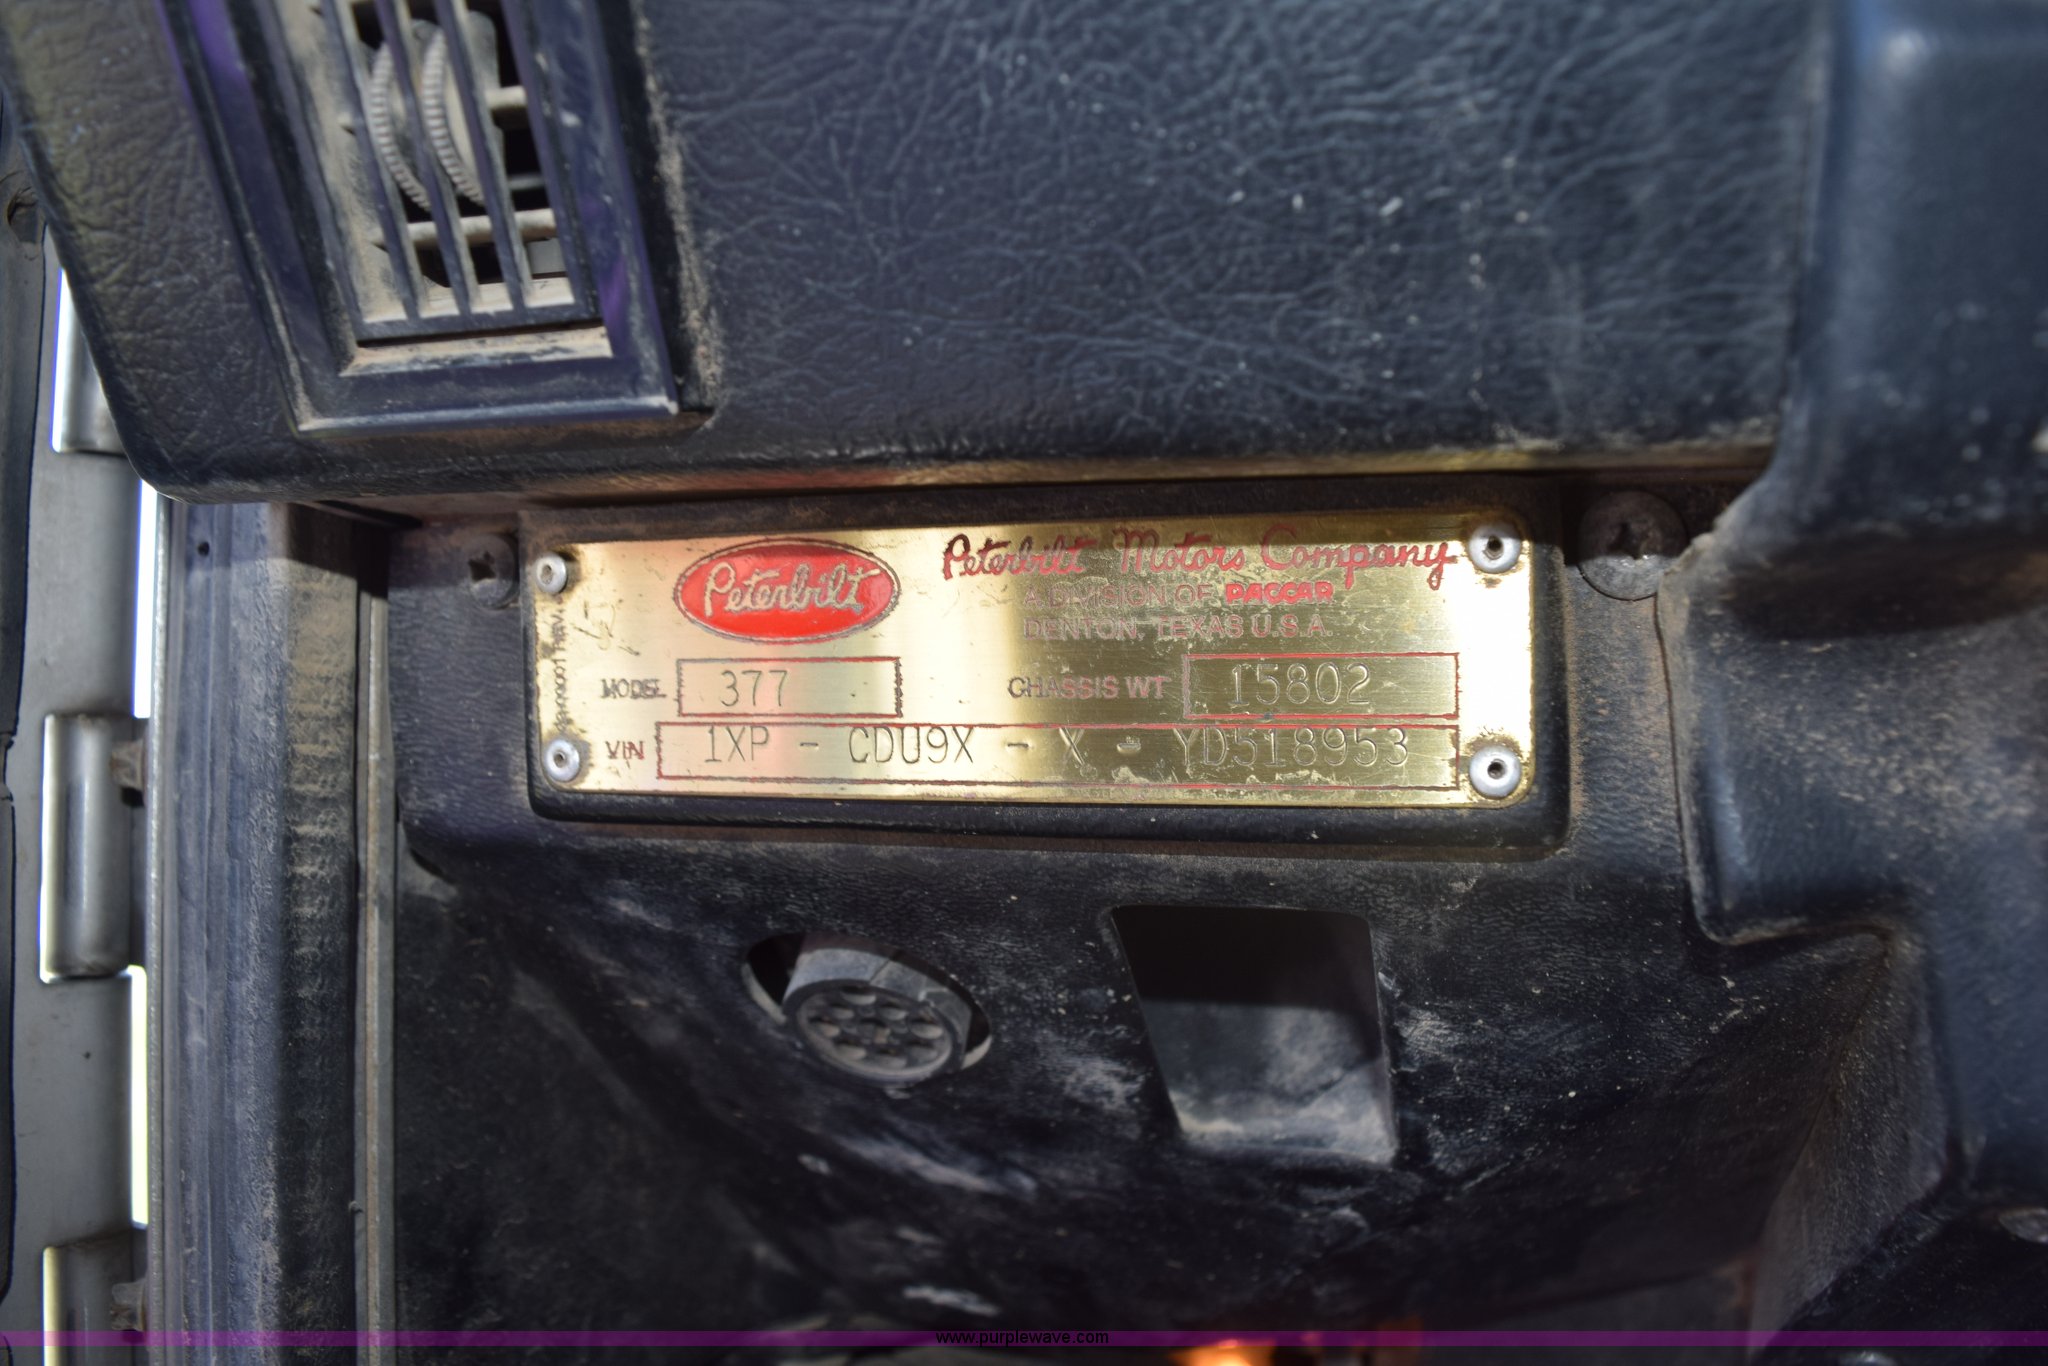 Peterbilt
Peterbilt Motors Company
A DIVISION OF PACCAR
DENTON, TEXAS U.S.A.
MODEL 377
CHASSIS WT 15802
VIN 1XP - CDU9X - X - YD518953
www.purplewave.com